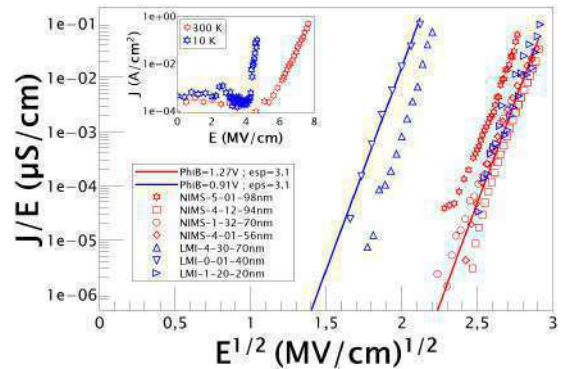 1e-00
1e-01
1e-02
1e-03
1e-04
1e-05
1e-06
J/E (µS/cm)
1e-00
1e-02
1e-04
J (A/cm²)
300 K
10 K
0 2 4 6 8
E (MV/cm)
PhiB=1.27V ; esp=3.1
PhiB=0.91V ; eps=3.1
NIMS-5-01-98nm
NIMS-4-12-94nm
NIMS-1-32-70nm
NIMS-4-01-56nm
LMI-4-30-70nm
LMI-0-01-40nm
LMI-1-20-20nm
0 0,5 1 1,5 2 2,5 3
E^1/2 (MV/cm)^1/2